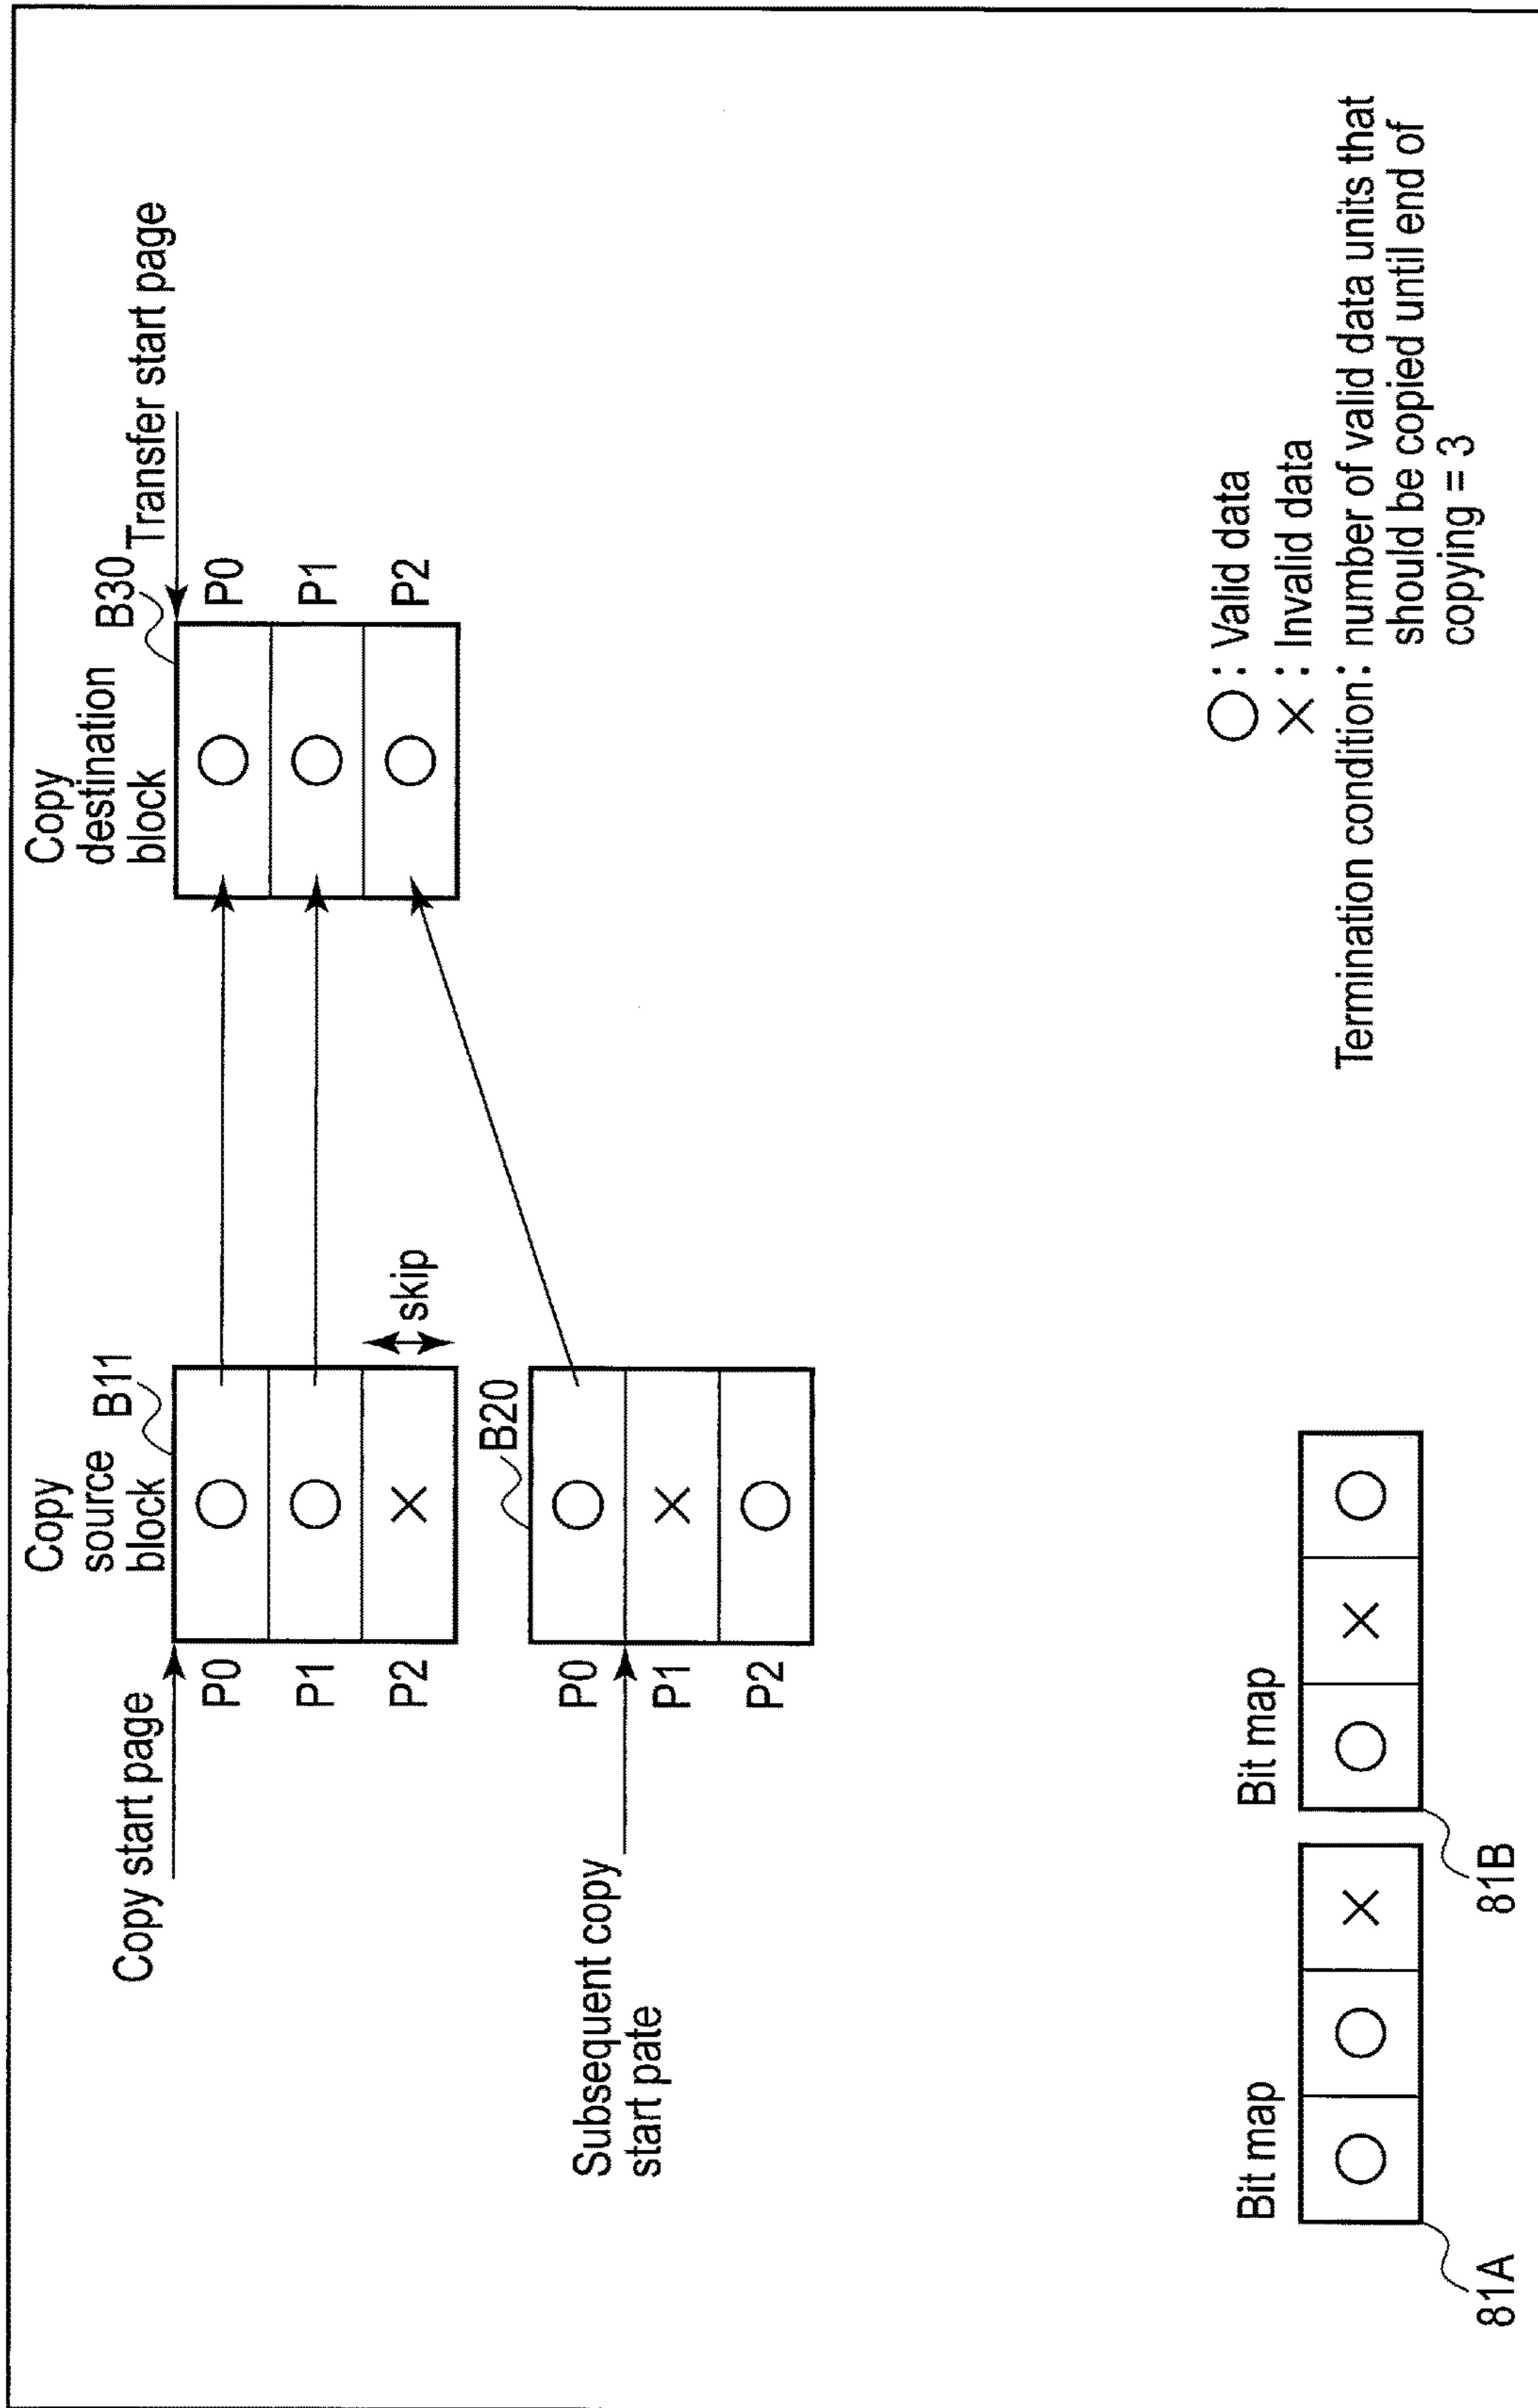 Copy
source
block
B11
Copy start page
P0
P1
P2
skip
B20
Subsequent copy
start pate
P0
P1
P2
Copy
destination
block
B30
Transfer start page
P0
P1
P2
Bit map
81A
Bit map
81B
: Valid data
: Invalid data
Termination condition: number of valid data units that
should be copied until end of
copying = 3